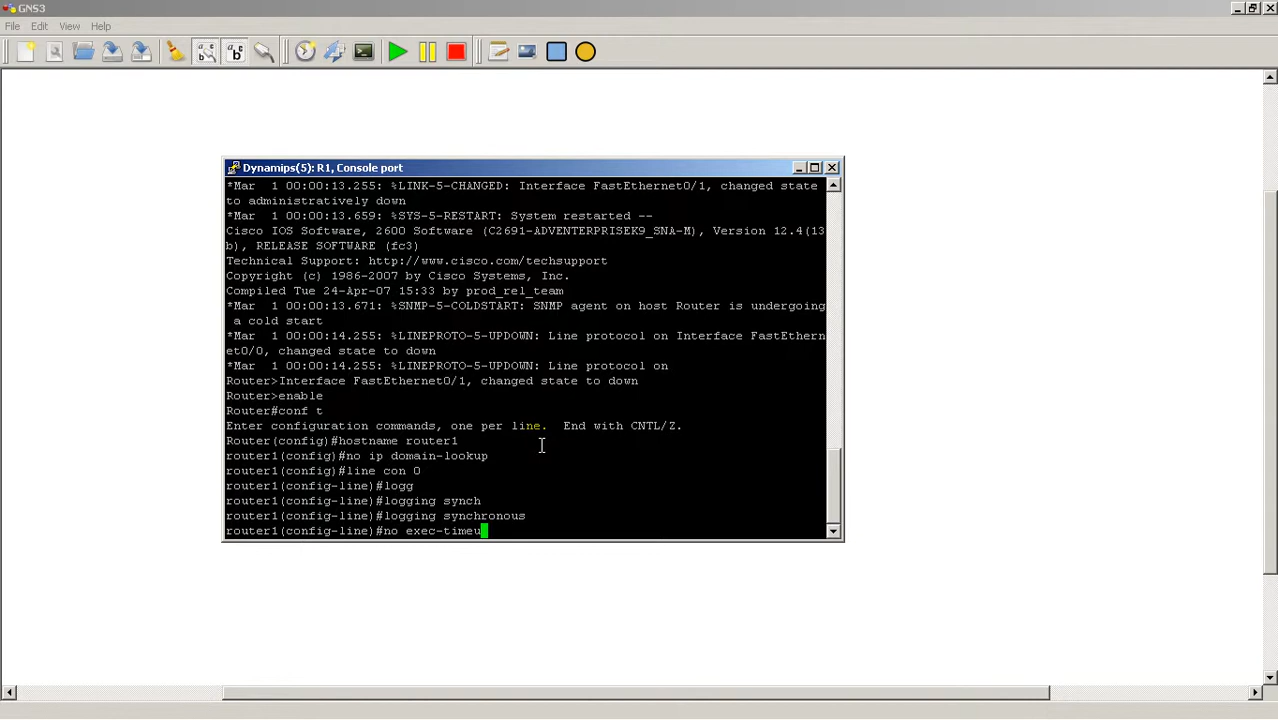 GNS3
File Edit View Help
Dynamips(5): R1, Console port
*Mar  1 00:00:13.255: %LINK-5-CHANGED: Interface FastEthernet0/1, changed state
to administratively down
*Mar  1 00:00:13.659: %SYS-5-RESTART: System restarted --
Cisco IOS Software, 2600 Software (C2691-ADVENTERPRISEK9_SNA-M), Version 12.4(13
b), RELEASE SOFTWARE (fc3)
Technical Support: http://www.cisco.com/techsupport
Copyright (c) 1986-2007 by Cisco Systems, Inc.
Compiled Tue 24-Apr-07 15:33 by prod_rel_team
*Mar  1 00:00:13.671: %SNMP-5-COLDSTART: SNMP agent on host Router is undergoing
 a cold start
*Mar  1 00:00:14.255: %LINEPROTO-5-UPDOWN: Line protocol on Interface FastEthern
et0/0, changed state to down
*Mar  1 00:00:14.255: %LINEPROTO-5-UPDOWN: Line protocol on
Router>Interface FastEthernet0/1, changed state to down
Router>enable
Router#conf t
Enter configuration commands, one per line.  End with CNTL/Z.
Router(config)#hostname router1
router1(config)#no ip domain-lookup
router1(config)#line con 0
router1(config-line)#logg
router1(config-line)#logging synch
router1(config-line)#logging synchronous
router1(config-line)#no exec-timeu